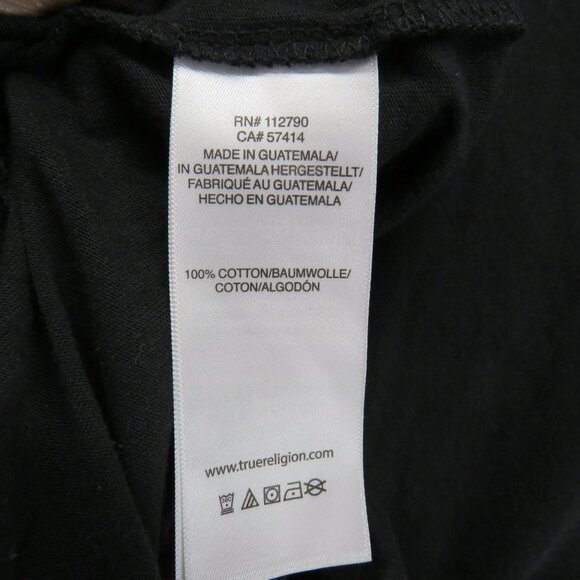 RN# 112790
CA# 57414
MADE IN GUATEMALA/
IN GUATEMALA HERGESTELLT/
FABRIQUÉ AU GUATEMALA/
HECHO EN GUATEMALA
100% COTTON/BAUMWOLLE/
COTON/ALGODÓN
www.truereligion.com